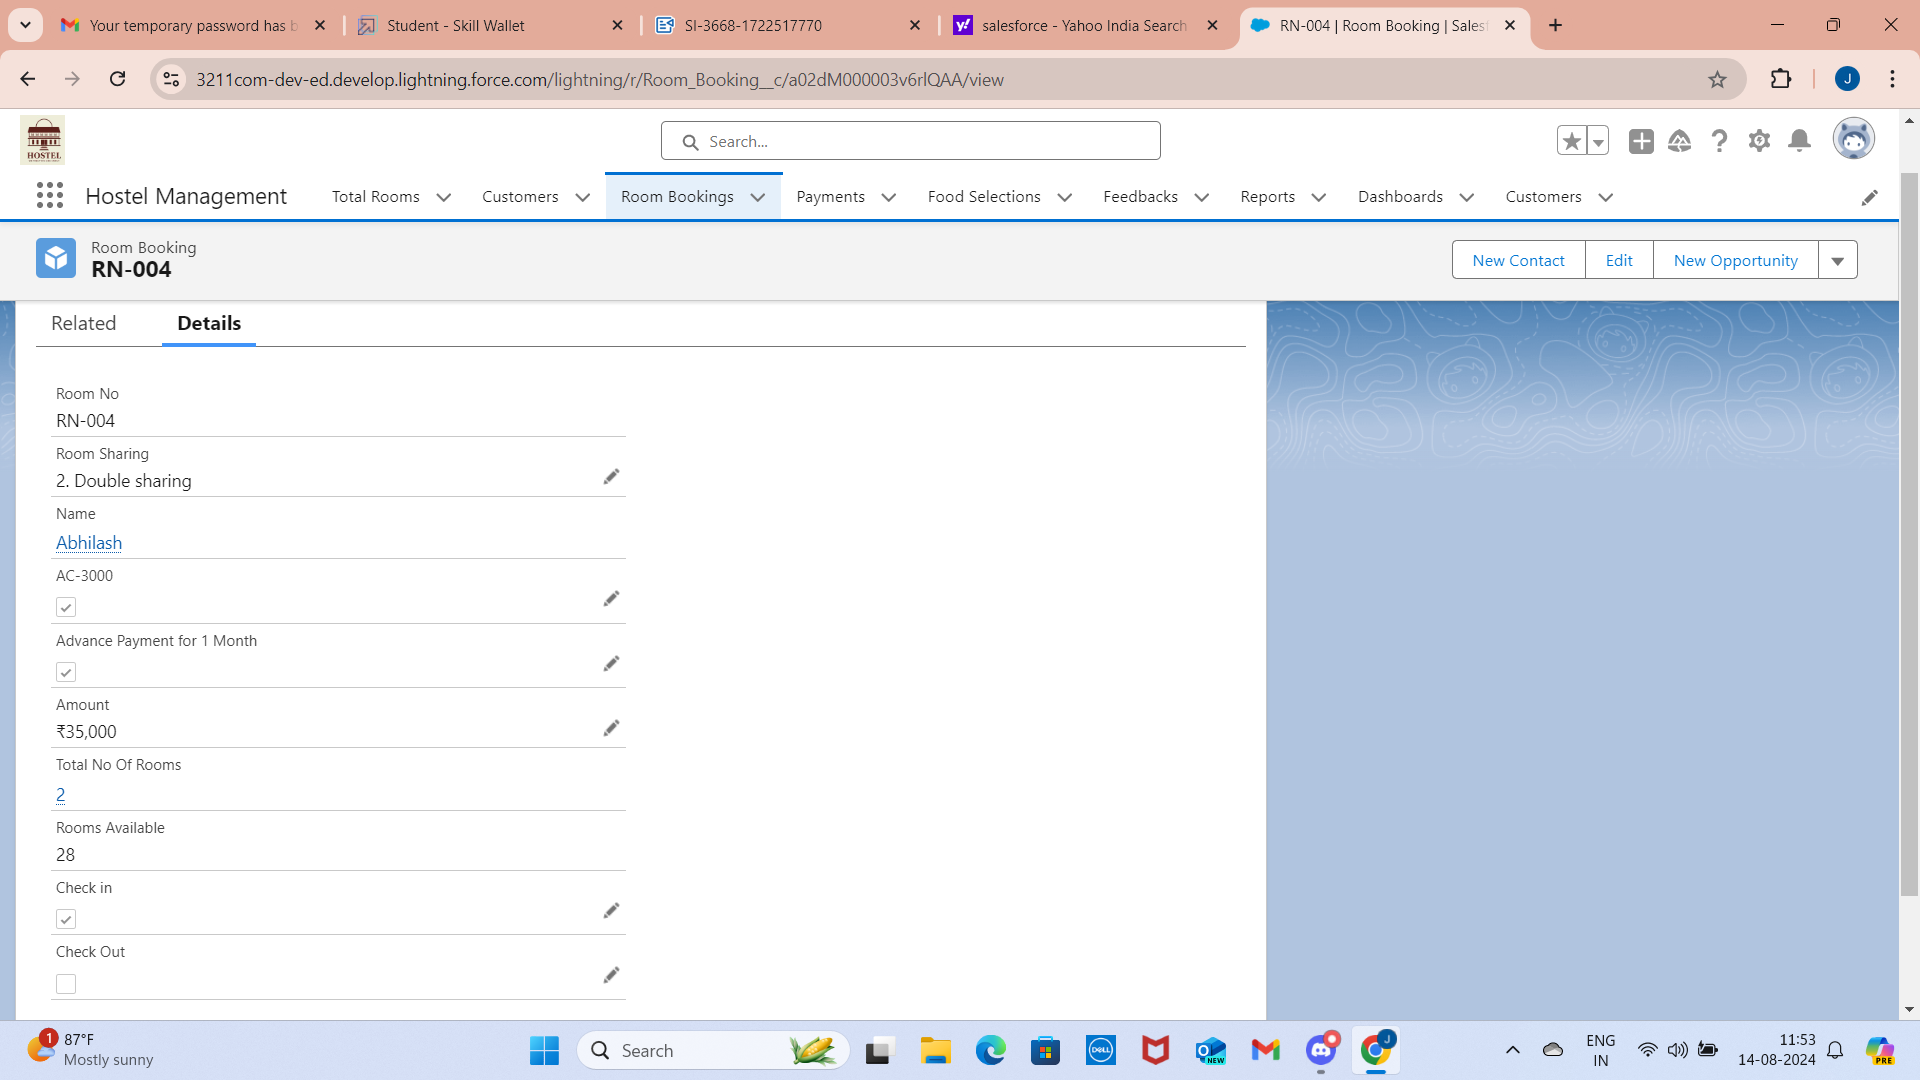 Your temporary password has b
Student - Skill Wallet
SI-3668-1722517770
salesforce - Yahoo India Search
RN-004 | Room Booking | Salesf
3211com-dev-ed.develop.lightning.force.com/lightning/r/Room_Booking__c/a02dM000003v6rlQAA/view
J
HOSTEL
Search...
Hostel Management
Total Rooms
Customers
Room Bookings
Payments
Food Selections
Feedbacks
Reports
Dashboards
Customers
Room Booking
RN-004
New Contact
Edit
New Opportunity
Related
Details
Room No
RN-004
Room Sharing
2. Double sharing
Name
Abhilash
AC-3000
Advance Payment for 1 Month
Amount
₹35,000
Total No Of Rooms
2
Rooms Available
28
Check in
Check Out
1
87°F
Mostly sunny
Search
DELL
NEW
J
ENG
IN
11:53
14-08-2024
PRE